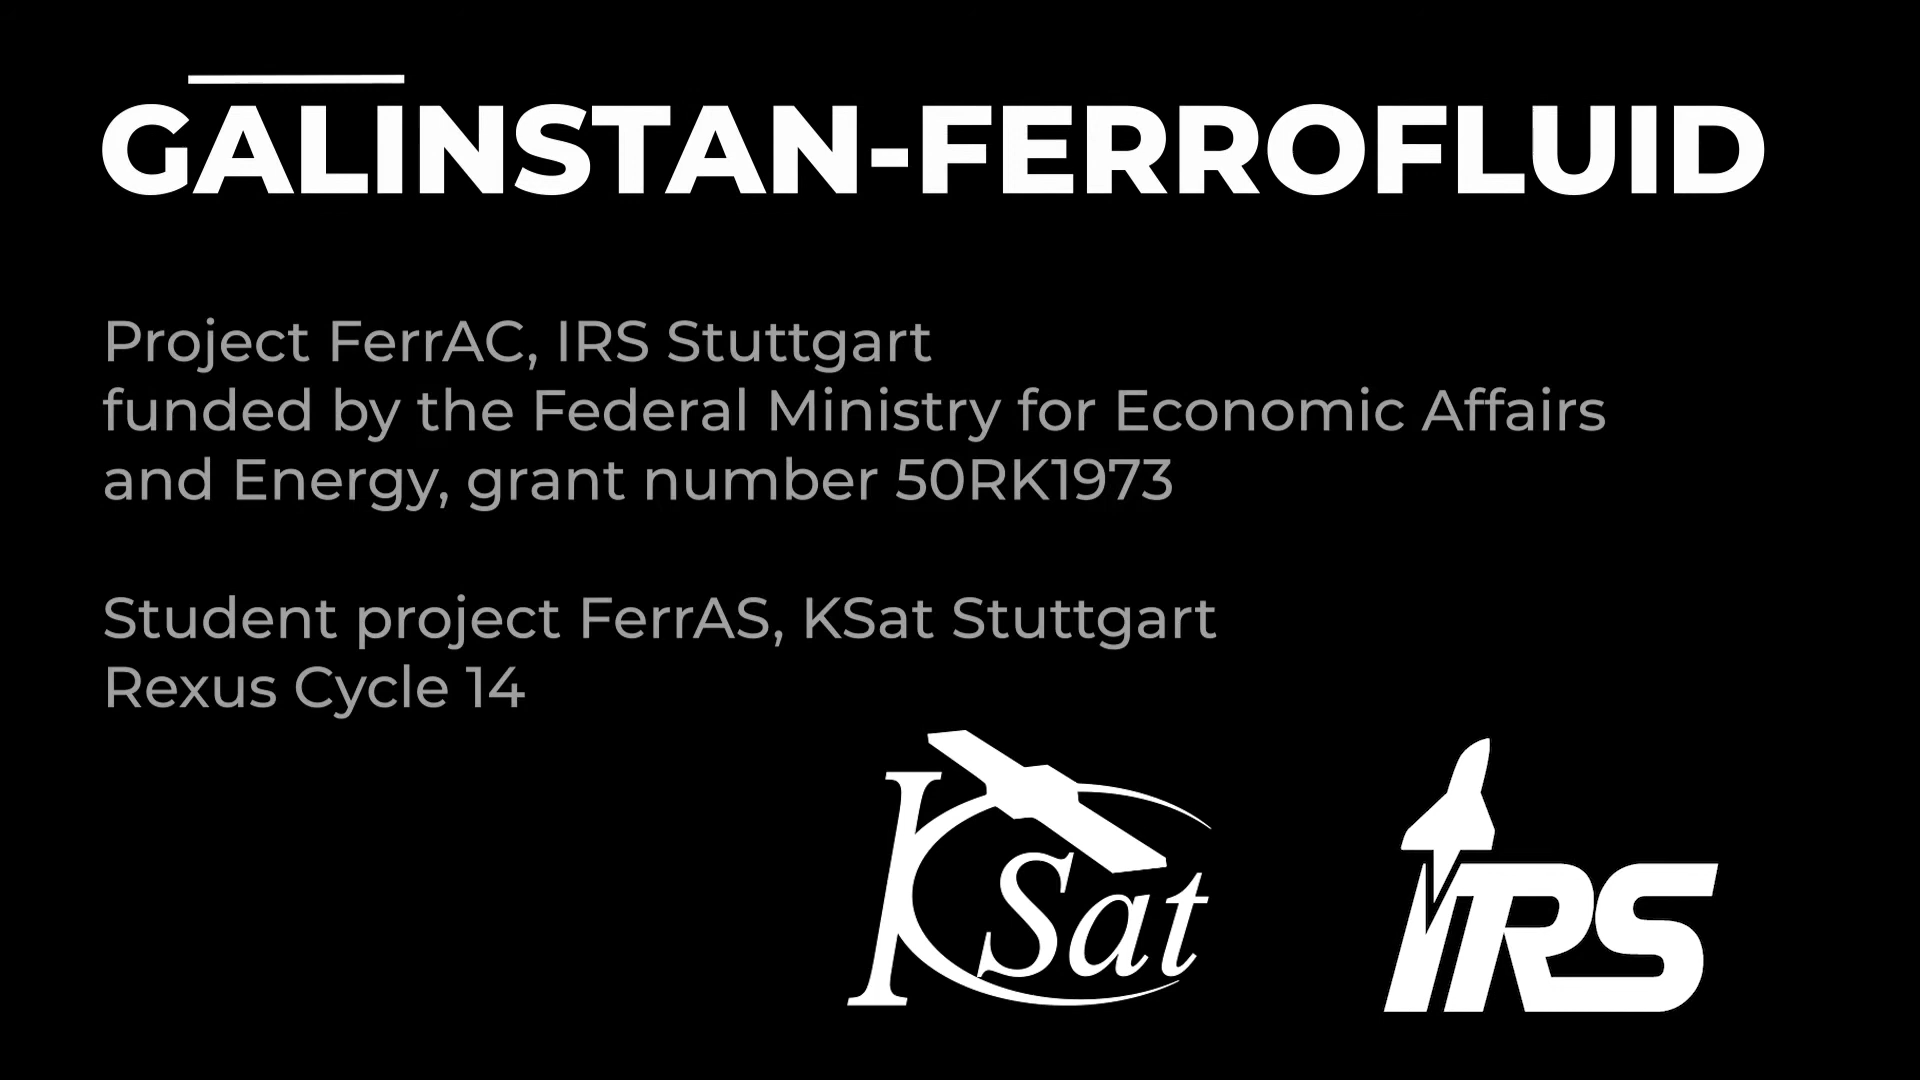 GALINSTAN-FERROFLUID
Project FerrAC, IRS Stuttgart
funded by the Federal Ministry for Economic Affairs
and Energy, grant number 50RK1973
Student project FerrAS, KSat Stuttgart
Rexus Cycle 14
KSat
IRS